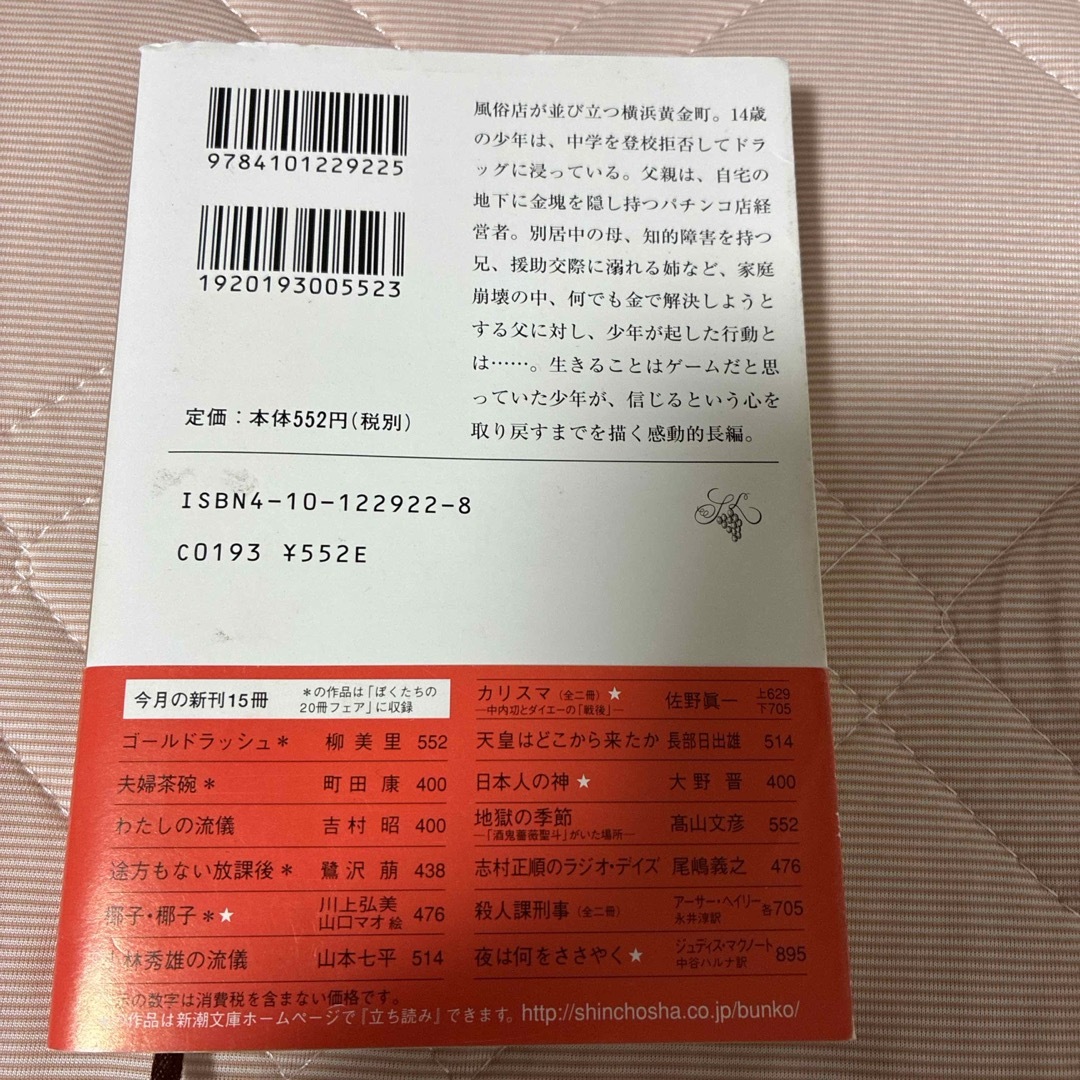 9784101229225
1920193005523
定価：本体552円(税別)
風俗店が並び立つ横浜黄金町。14歳
の少年は、中学を登校拒否してドラ
ッグに浸っている。父親は、自宅の
地下に金塊を隠し持つパチンコ店経
営者。別居中の母、知的障害を持つ
兄、援助交際に溺れる姉など、家庭
崩壊の中、何でも金で解決しようと
する父に対し、少年が起した行動と
は……。生きることはゲームだと思
っていた少年が、信じるという心を
取り戻すまでを描く感動的長編。
ISBN4-10-122922-8
C0193 ¥552E
今月の新刊15冊
＊の作品は「ぼくたちの
20冊フェア」に収録
ゴールドラッシュ＊ 柳美里 552
夫婦茶碗＊ 町田康 400
わたしの流儀 吉村昭 400
途方もない放課後＊ 鷺沢萠 438
椰子・椰子＊★ 川上弘美 山口マオ 絵 476
林秀雄の流儀 山本七平 514
カリスマ（全二冊）★ 佐野眞一 上629 下705
―中内功とダイエーの「戦後」―
天皇はどこから来たか 長部日出雄 514
日本人の神★ 大野晋 400
地獄の季節 髙山文彦 552
―「酒鬼薔薇聖斗」がいた場所―
志村正順のラジオ・デイズ 尾嶋義之 476
殺人課刑事（全二冊） アーサー・ヘイリー 永井淳訳 各705
夜は何をささやく★ ジュディス・マクノート 中谷ハルナ訳 895
の数字は消費税を含まない価格です。
の作品は新潮文庫ホームページで『立ち読み』できます。 http://shinchosha.co.jp/bunko/